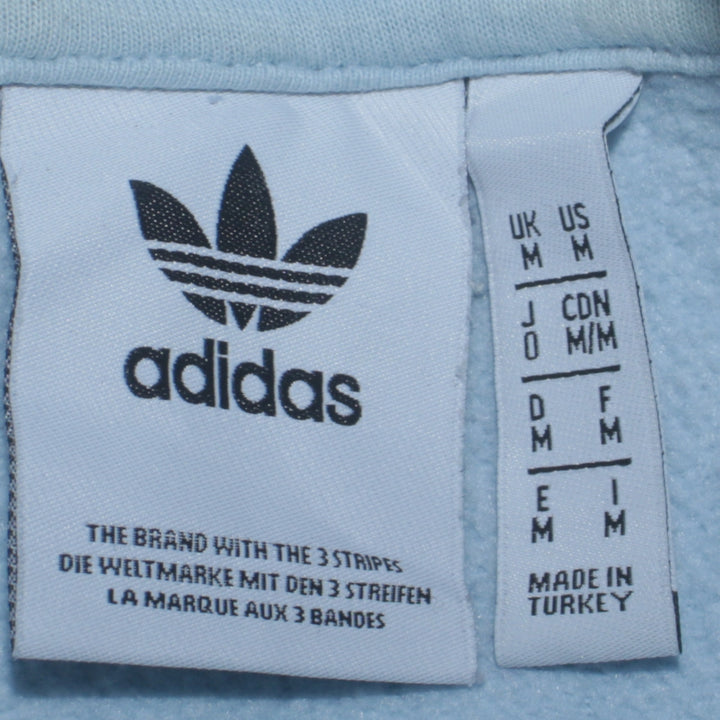 adidas
THE BRAND WITH THE 3 STRIPES
DIE WELTMARKE MIT DEN 3 STREIFEN
LA MARQUE AUX 3 BANDES
UK US
M M
J CDN
O M/M
D F
M M
E I
M M
MADE IN
TURKEY